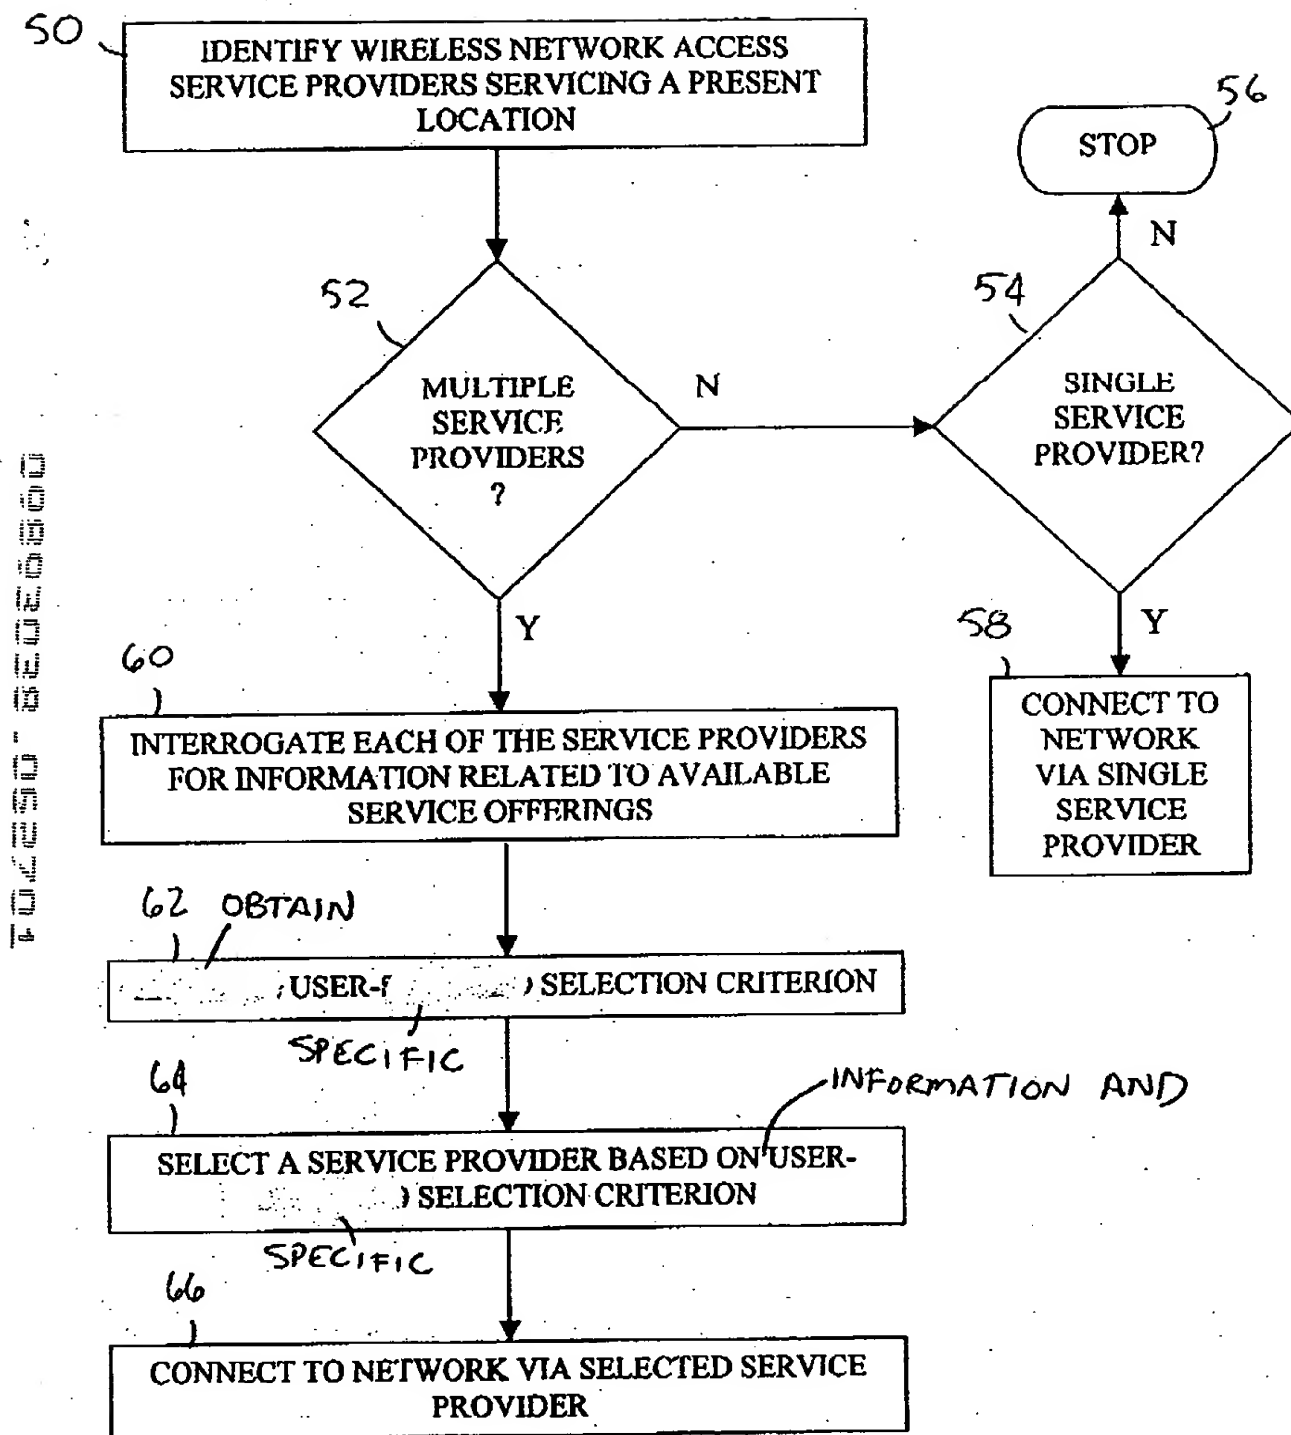 50
IDENTIFY WIRELESS NETWORK ACCESS
SERVICE PROVIDERS SERVICING A PRESENT
LOCATION
56
STOP
N
52
54
MULTIPLE
SERVICE
PROVIDERS
?
N
SINGLE
SERVICE
PROVIDER?
Y
Y
58
CONNECT TO
NETWORK
VIA SINGLE
SERVICE
PROVIDER
60
INTERROGATE EACH OF THE SERVICE PROVIDERS
FOR INFORMATION RELATED TO AVAILABLE
SERVICE OFFERINGS
62 OBTAIN
USER- SELECTION CRITERION
SPECIFIC
64
INFORMATION AND
SELECT A SERVICE PROVIDER BASED ON USER-
SELECTION CRITERION
SPECIFIC
66
CONNECT TO NETWORK VIA SELECTED SERVICE
PROVIDER